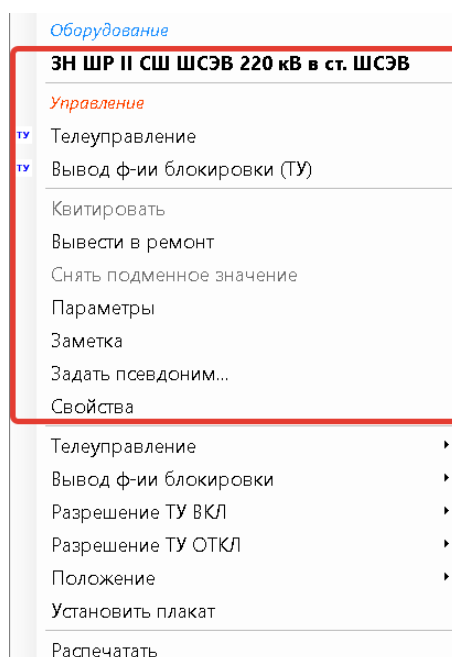 Оборудование
ЗН ШР II СШ ШСЭВ 220 кВ в ст. ШСЭВ
Управление
ТУ Телеуправление
ТУ Вывод ф-ии блокировки (ТУ)
Квитировать
Вывести в ремонт
Снять подменное значение
Параметры
Заметка
Задать псевдоним...
Свойства
Телеуправление
Вывод ф-ии блокировки
Разрешение ТУ ВКЛ
Разрешение ТУ ОТКЛ
Положение
Установить плакат
Распечатать